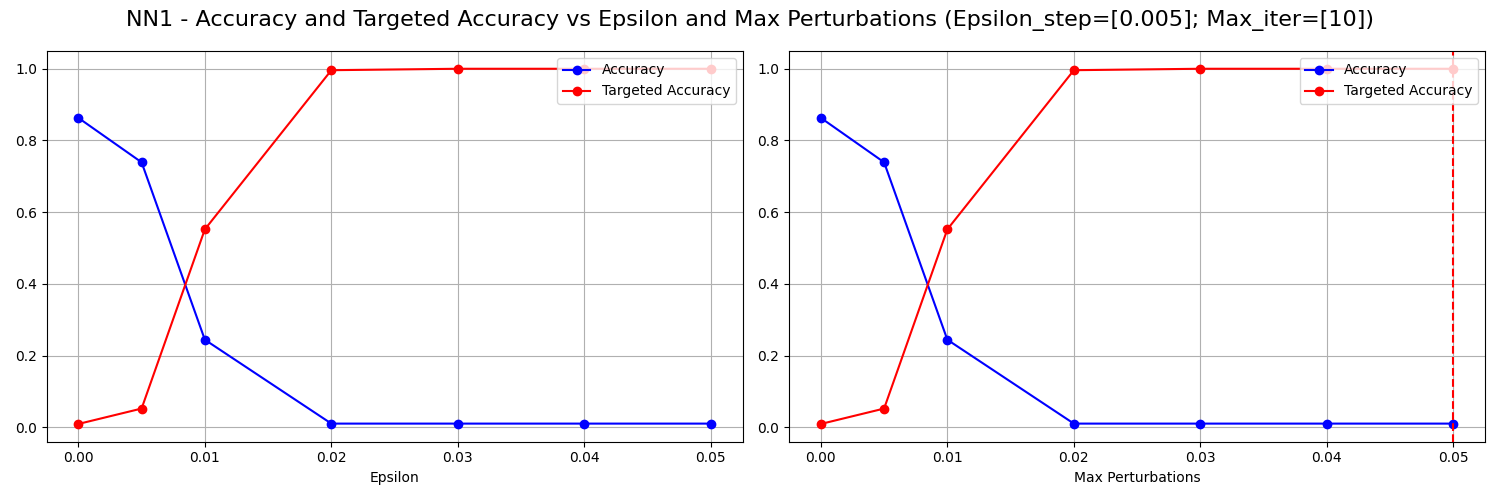 NN1 - Accuracy and Targeted Accuracy vs Epsilon and Max Perturbations (Epsilon_step=[0.005]; Max_iter=[10])
1.0
0.8
0.6
0.4
0.2
0.0
Accuracy
Targeted Accuracy
0.00 0.01 0.02 0.03 0.04 0.05
Epsilon
1.0
0.8
0.6
0.4
0.2
0.0
Accuracy
Targeted Accuracy
0.00 0.01 0.02 0.03 0.04 0.05
Max Perturbations